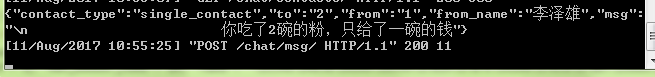 {"contact_type":"single_contact","to":"2","from":"1","from_name":"李泽雄","msg":
"\n                    你吃了2碗的粉，只给了一碗的钱"}
[11/Aug/2017 10:55:25] "POST /chat/msg/ HTTP/1.1" 200 11